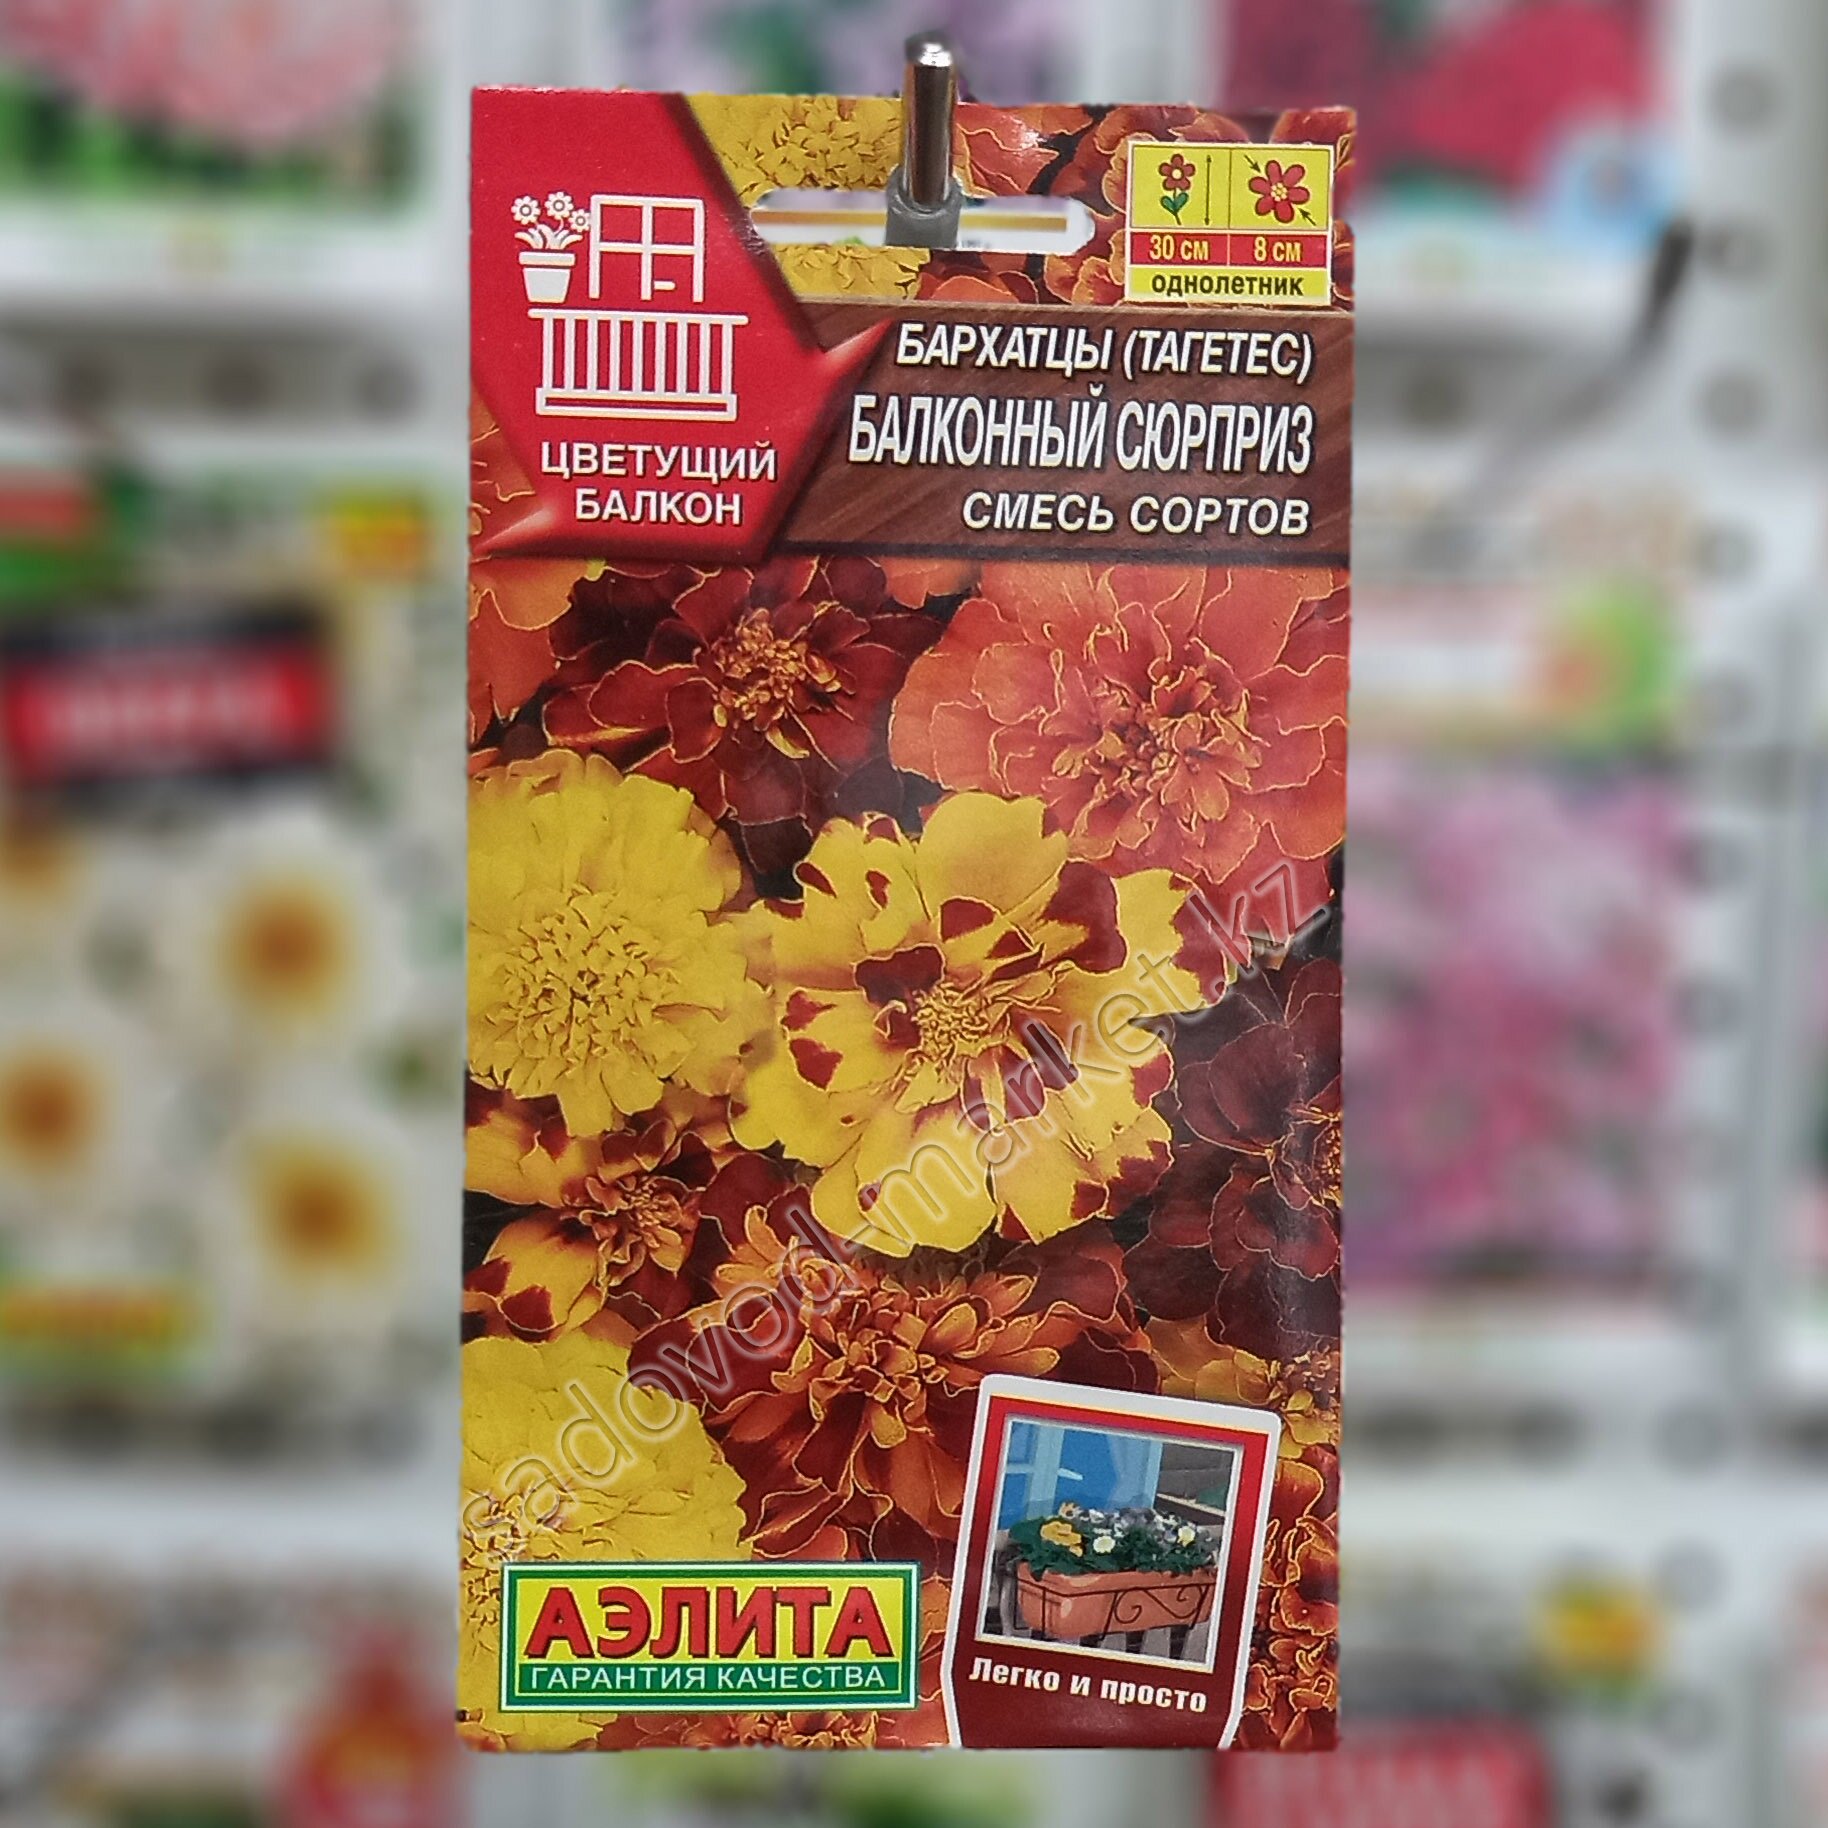 30 см 8 см
однолетник
БАРХАТЦЫ (ТАГЕТЕС)
БАЛКОННЫЙ СЮРПРИЗ
СМЕСЬ СОРТОВ
ЦВЕТУЩИЙ
БАЛКОН
sadovod-market.kz
АЭЛИТА
ГАРАНТИЯ КАЧЕСТВА
Легко и просто